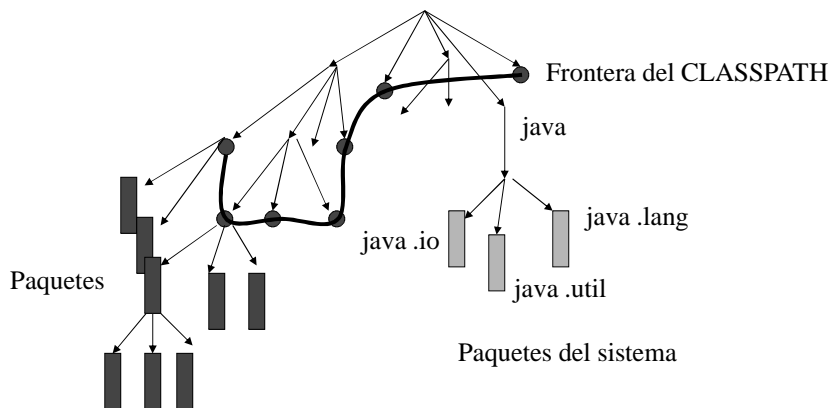 Frontera del CLASSPATH
java
java .lang
java .io
java .util
Paquetes
Paquetes del sistema